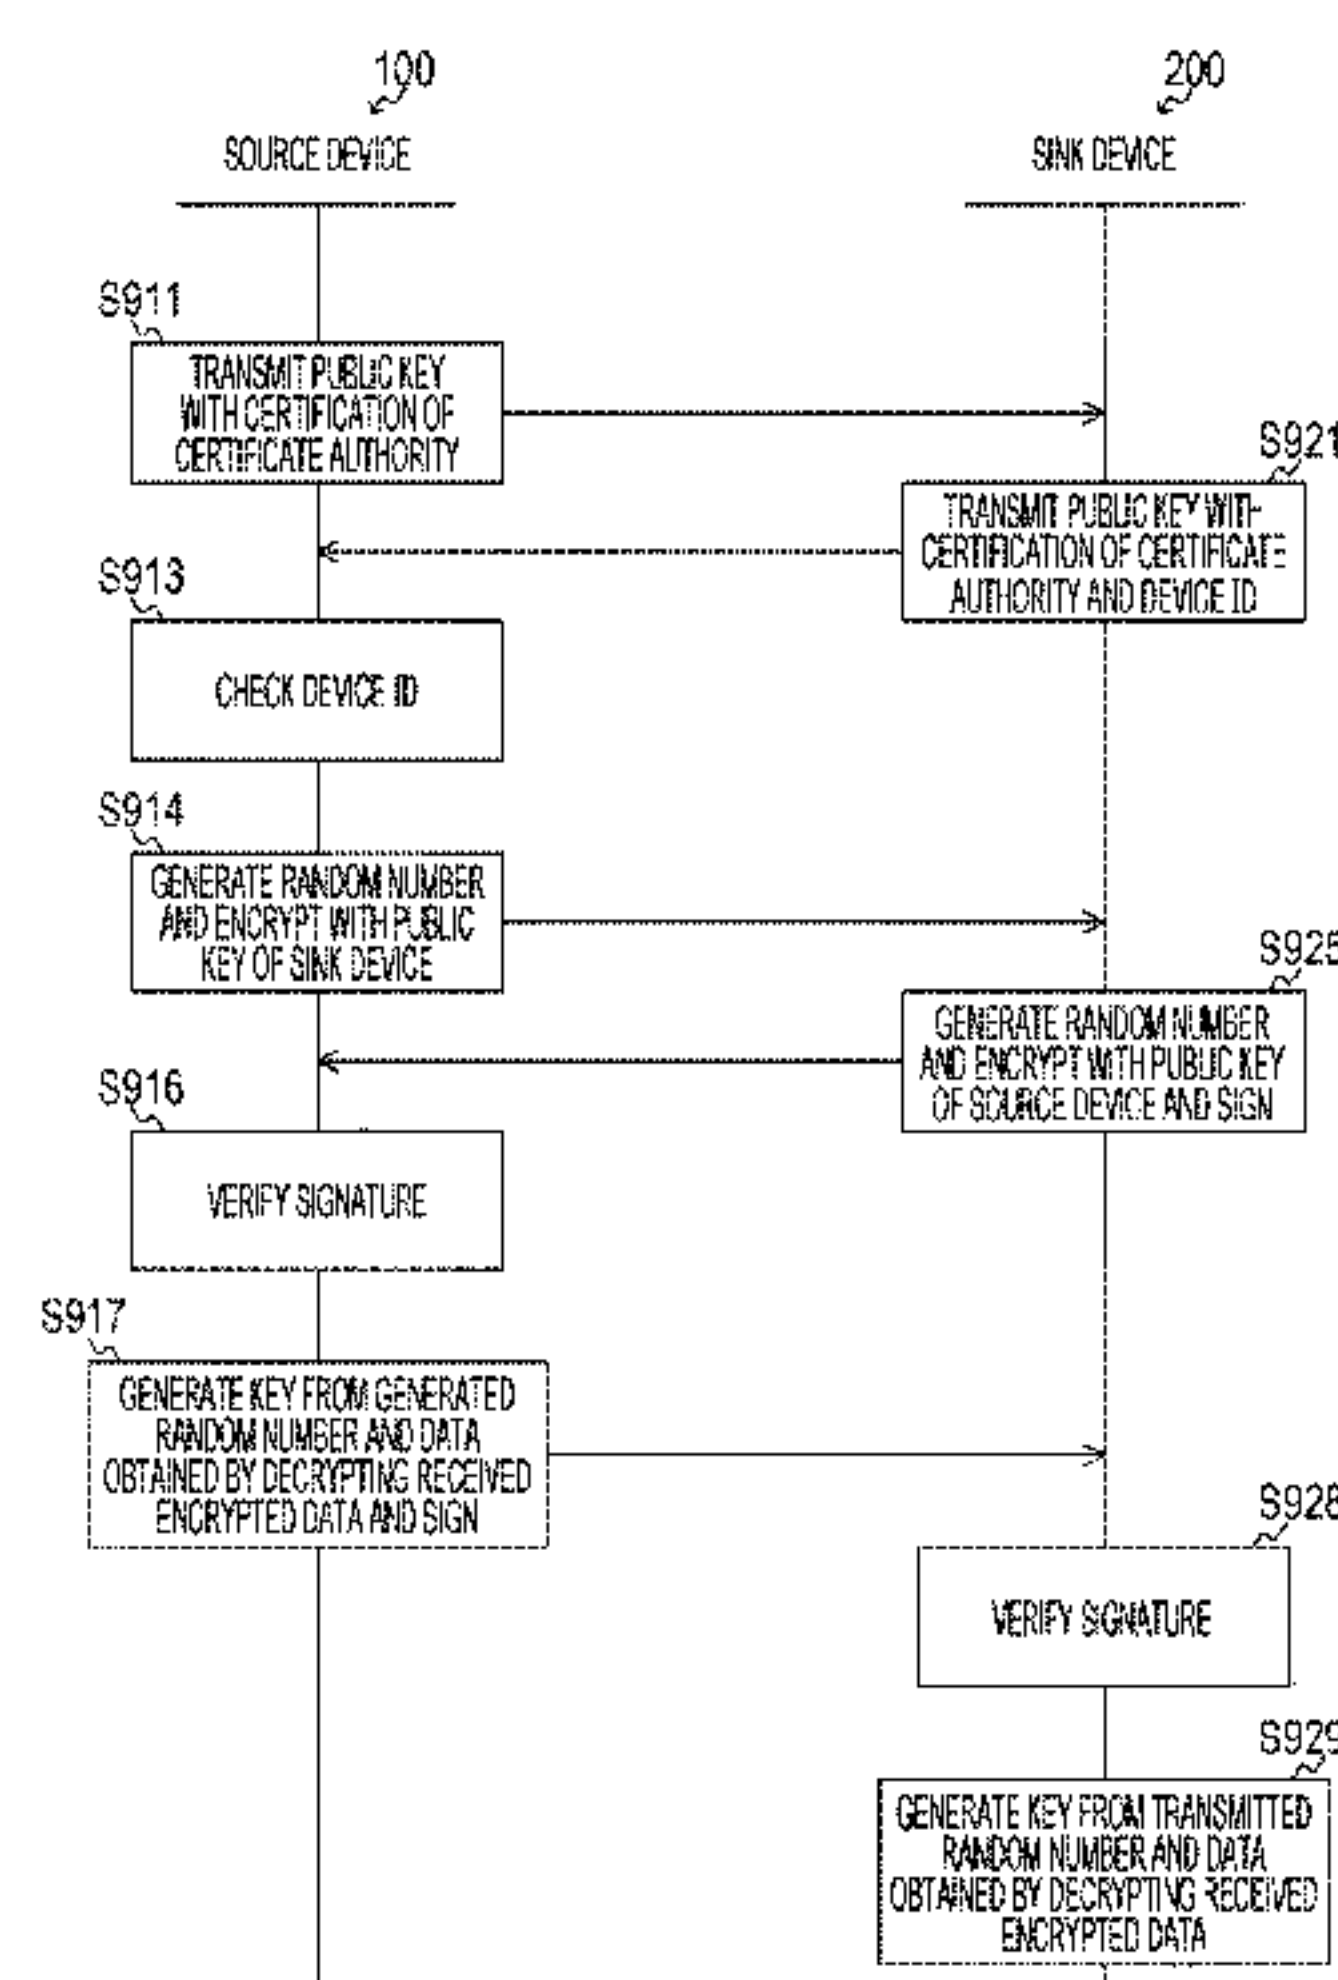 100
200
SOURCE DEVICE
SINK DEVICE
S911
TRANSMIT PUBLIC KEY
WITH CERTIFICATION OF
CERTIFICATE AUTHORITY
S921
TRANSMIT PUBLIC KEY WITH
CERTIFICATION OF CERTIFICATE
AUTHORITY AND DEVICE ID
S913
CHECK DEVICE ID
S914
GENERATE RANDOM NUMBER
AND ENCRYPT WITH PUBLIC
KEY OF SINK DEVICE
S925
GENERATE RANDOM NUMBER
AND ENCRYPT WITH PUBLIC KEY
OF SOURCE DEVICE AND SIGN
S916
VERIFY SIGNATURE
S917
GENERATE KEY FROM GENERATED
RANDOM NUMBER AND DATA
OBTAINED BY DECRYPTING RECEIVED
ENCRYPTED DATA AND SIGN
S928
VERIFY SIGNATURE
S929
GENERATE KEY FROM TRANSMITTED
RANDOM NUMBER AND DATA
OBTAINED BY DECRYPTING RECEIVED
ENCRYPTED DATA